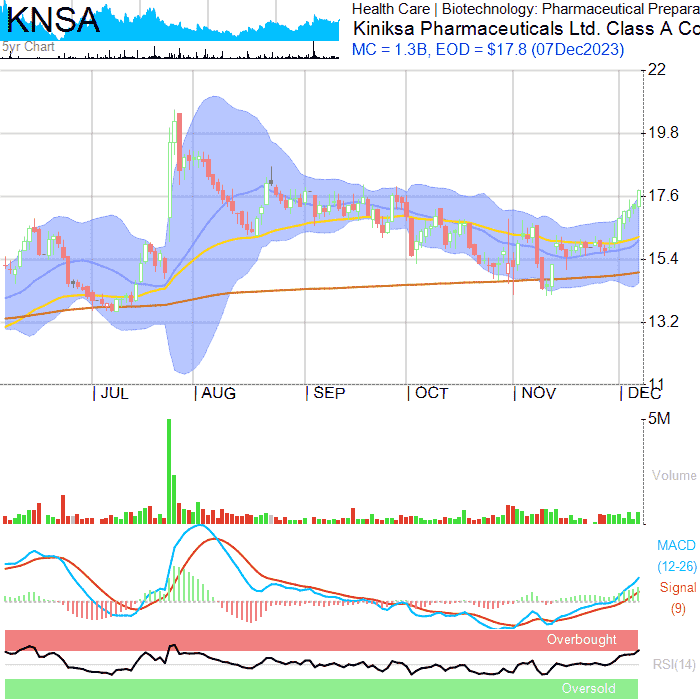 KNSA
5yr Chart
Health Care | Biotechnology: Pharmaceutical Prepara
Kiniksa Pharmaceuticals Ltd. Class A Co
MC = 1.3B, EOD = $17.8 (07Dec2023)
22
19.8
17.6
15.4
13.2
11
JUL AUG SEP OCT NOV DEC
5M
Volume
MACD
(12-26)
Signal
(9)
Overbought
RSI(14)
Oversold